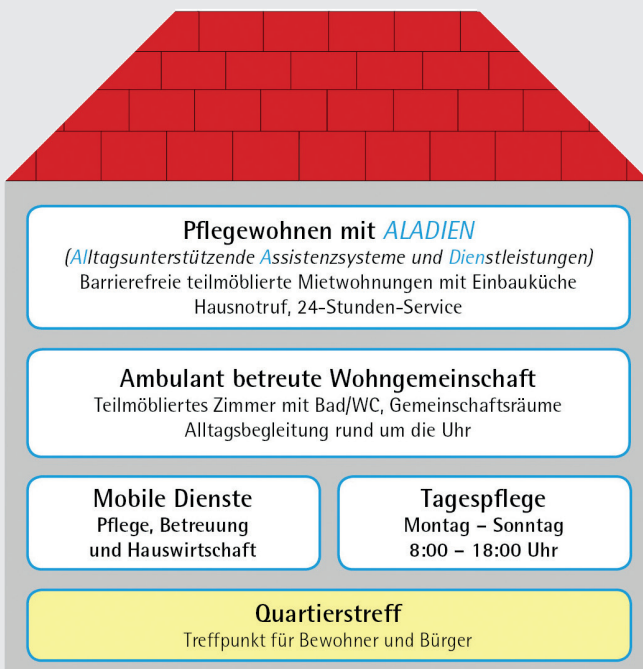 Pflegewohnen mit ALADIEN
(Alltagsunterstützende Assistenzsysteme und Dienstleistungen)
Barrierefreie teilmöblierte Mietwohnungen mit Einbauküche
Hausnotruf, 24-Stunden-Service
Ambulant betreute Wohngemeinschaft
Teilmöbliertes Zimmer mit Bad/WC, Gemeinschaftsräume
Alltagsbegleitung rund um die Uhr
Mobile Dienste
Pflege, Betreuung
und Hauswirtschaft
Tagespflege
Montag – Sonntag
8:00 – 18:00 Uhr
Quartierstreff
Treffpunkt für Bewohner und Bürger